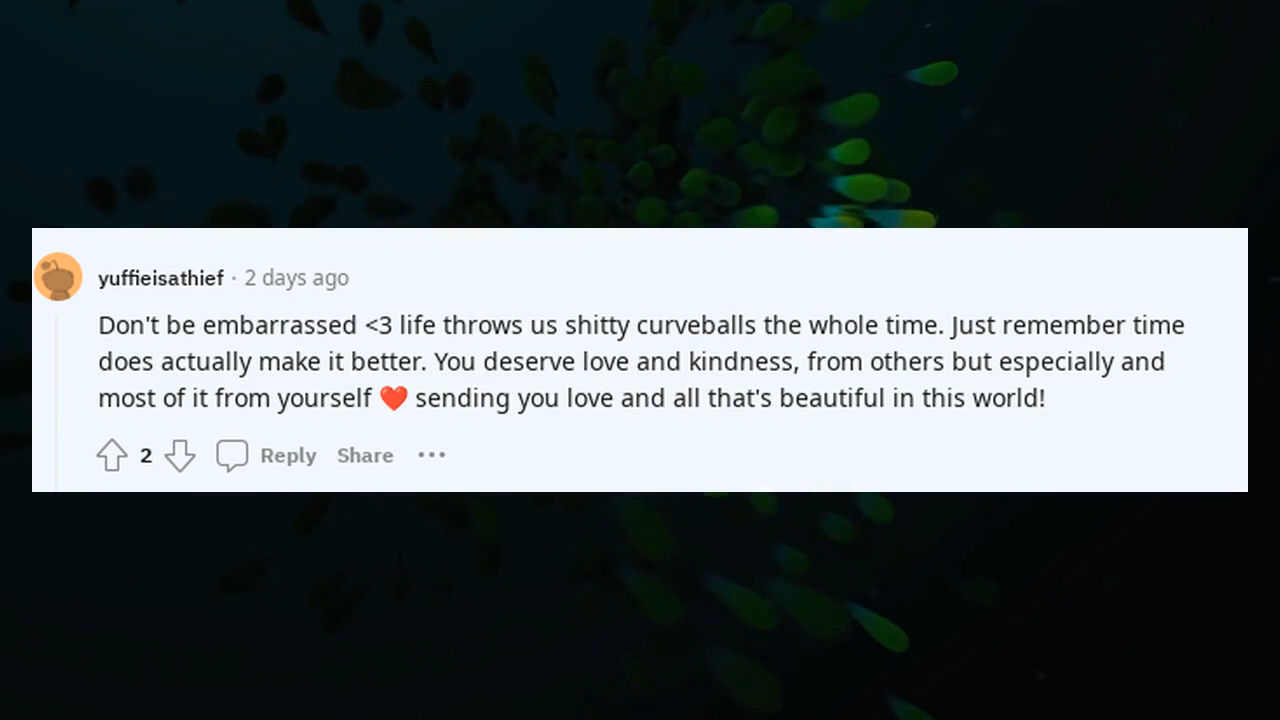 yuffieisathief · 2 days ago
Don't be embarrassed <3 life throws us shitty curveballs the whole time. Just remember time
does actually make it better. You deserve love and kindness, from others but especially and
most of it from yourself ❤️ sending you love and all that's beautiful in this world!
2 Reply Share ...